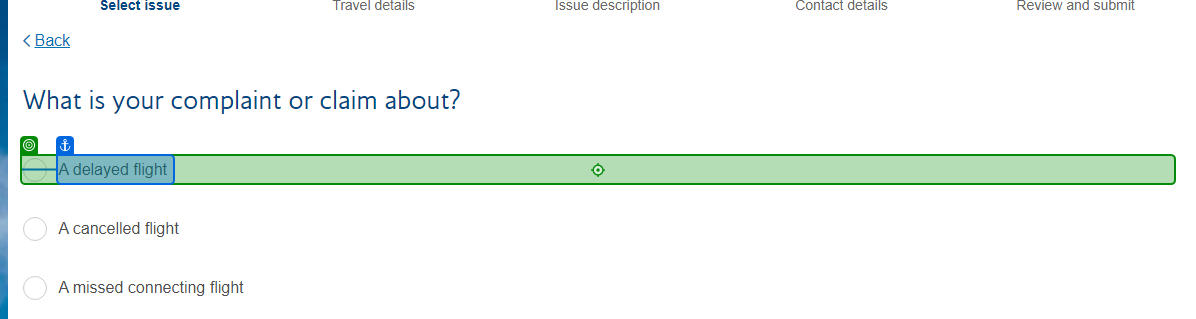 Select issue Travel details Issue description Contact details Review and submit
Back
What is your complaint or claim about?
A delayed flight
A cancelled flight
A missed connecting flight